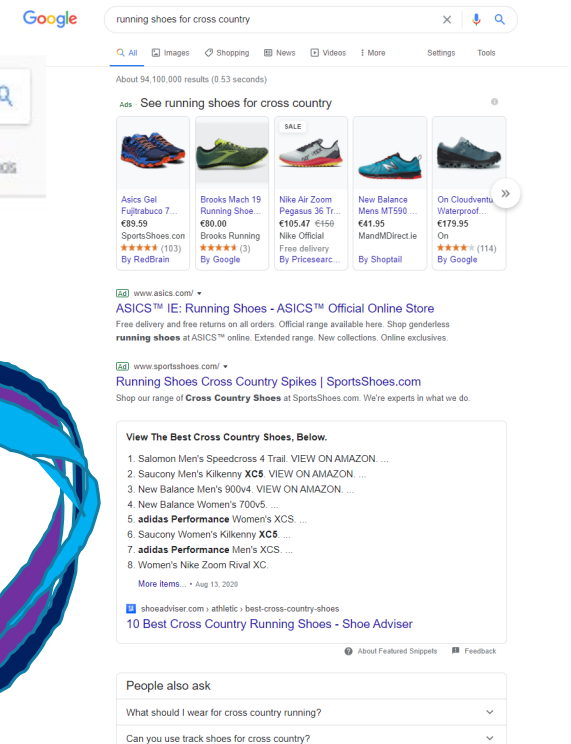 Google
running shoes for cross country
All Images Shopping News Videos More Settings Tools
About 94,100,000 results (0.53 seconds)
Ads · See running shoes for cross country
SALE
Asics Gel
Fujitrabuco 7...
€89.59
SportsShoes.com
(103)
By RedBrain
Brooks Mach 19
Running Shoe...
€80.00
Brooks Running
(3)
By Google
Nike Air Zoom
Pegasus 36 Tr...
€105.47 €150
Nike Official
Free delivery
By Pricesearc...
New Balance
Mens MT590 ...
€41.95
MandMDirect.ie
By Shoptail
On Cloudventu
Waterproof...
€179.95
On
(114)
By Google
Ad www.asics.com/
ASICS™ IE: Running Shoes - ASICS™ Official Online Store
Free delivery and free returns on all orders. Official range available here. Shop genderless
running shoes at ASICS™ online. Extended range. New collections. Online exclusives.
Ad www.sportsshoes.com/
Running Shoes Cross Country Spikes | SportsShoes.com
Shop our range of Cross Country Shoes at SportsShoes.com. We're experts in what we do.
View The Best Cross Country Shoes, Below.
1. Salomon Men's Speedcross 4 Trail. VIEW ON AMAZON. ...
2. Saucony Men's Kilkenny XC5. VIEW ON AMAZON. ...
3. New Balance Men's 900v4. VIEW ON AMAZON. ...
4. New Balance Women's 700v5. ...
5. adidas Performance Women's XCS. ...
6. Saucony Women's Kilkenny XC5. ...
7. adidas Performance Men's XCS. ...
8. Women's Nike Zoom Rival XC.
More items... • Aug 13, 2020
shoeadviser.com › athletic › best-cross-country-shoes
10 Best Cross Country Running Shoes - Shoe Adviser
About Featured Snippets Feedback
People also ask
What should I wear for cross country running?
Can you use track shoes for cross country?